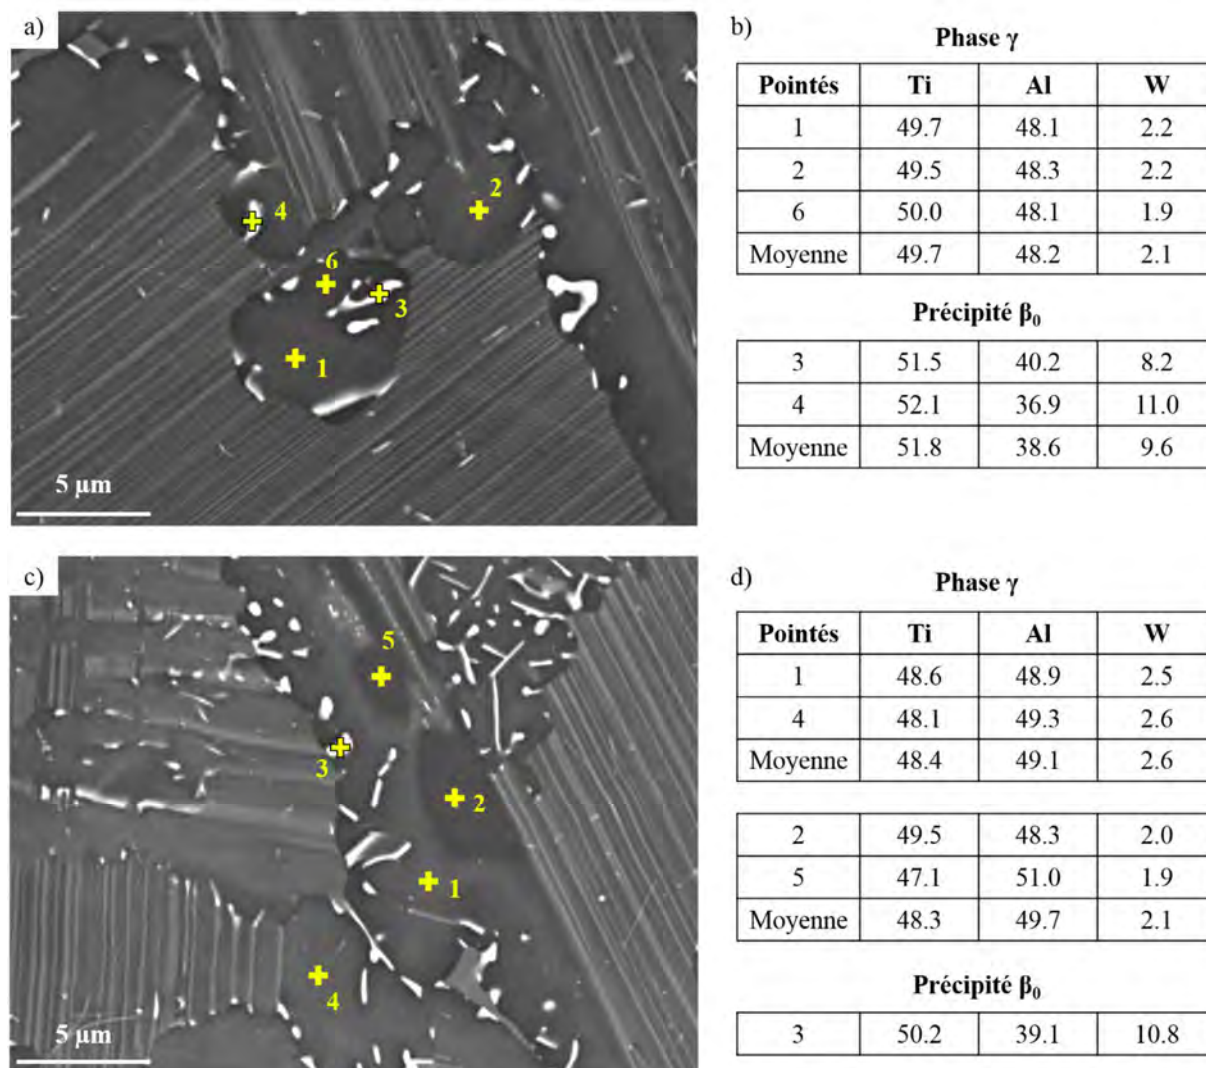 a)
4
2
6
3
1
5 µm
b)
Phase γ
Pointés Ti Al W
1 49.7 48.1 2.2
2 49.5 48.3 2.2
6 50.0 48.1 1.9
Moyenne 49.7 48.2 2.1
Précipité β₀
3 51.5 40.2 8.2
4 52.1 36.9 11.0
Moyenne 51.8 38.6 9.6
c)
5
3
2
1
4
5 µm
d)
Phase γ
Pointés Ti Al W
1 48.6 48.9 2.5
4 48.1 49.3 2.6
Moyenne 48.4 49.1 2.6
2 49.5 48.3 2.0
5 47.1 51.0 1.9
Moyenne 48.3 49.7 2.1
Précipité β₀
3 50.2 39.1 10.8